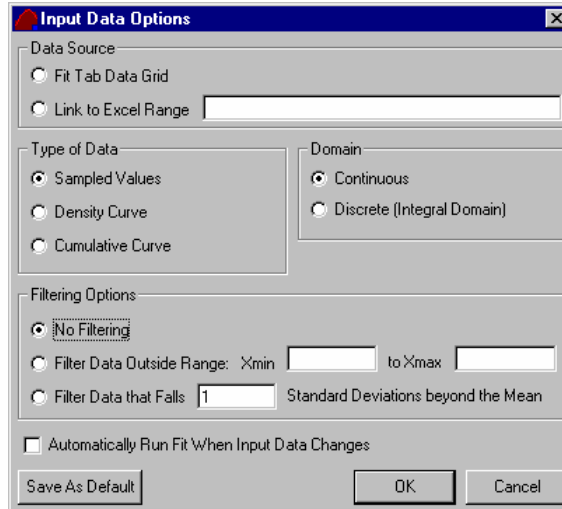 Input Data Options
Data Source
Fit Tab Data Grid
Link to Excel Range
Type of Data
Sampled Values
Density Curve
Cumulative Curve
Domain
Continuous
Discrete (Integral Domain)
Filtering Options
No Filtering
Filter Data Outside Range: Xmin to Xmax
Filter Data that Falls 1 Standard Deviations beyond the Mean
Automatically Run Fit When Input Data Changes
Save As Default OK Cancel